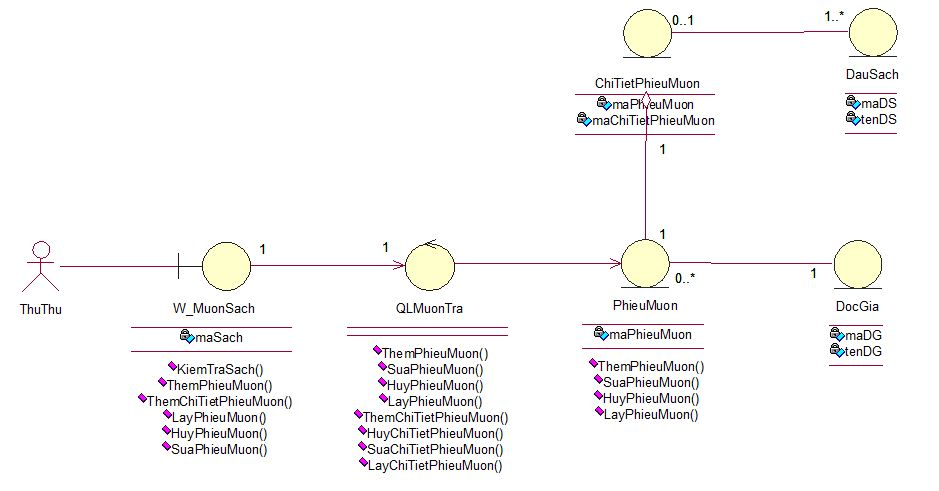 0..1
1..*
ChiTietPhieuMuon
maPhieuMuon
maChiTietPhieuMuon
DauSach
maDS
tenDS
1
1
ThuThu
W_MuonSach
maSach
KiemTraSach()
ThemPhieuMuon()
ThemChiTietPhieuMuon()
LayPhieuMuon()
HuyPhieuMuon()
SuaPhieuMuon()
1
1
QLMuonTra
ThemPhieuMuon()
SuaPhieuMuon()
HuyPhieuMuon()
LayPhieuMuon()
ThemChiTietPhieuMuon()
HuyChiTietPhieuMuon()
SuaChiTietPhieuMuon()
LayChiTietPhieuMuon()
PhieuMuon
maPhieuMuon
ThemPhieuMuon()
SuaPhieuMuon()
HuyPhieuMuon()
LayPhieuMuon()
0..*
1
DocGia
maDG
tenDG